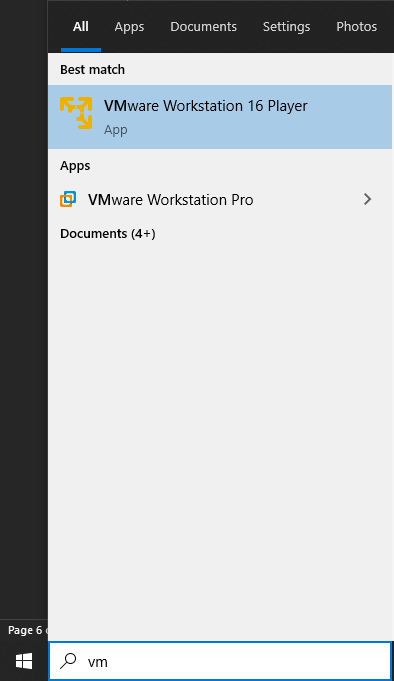 All Apps Documents Settings Photos
Best match
VMware Workstation 16 Player
App
Apps
VMware Workstation Pro
Documents (4+)
Page 6
vm